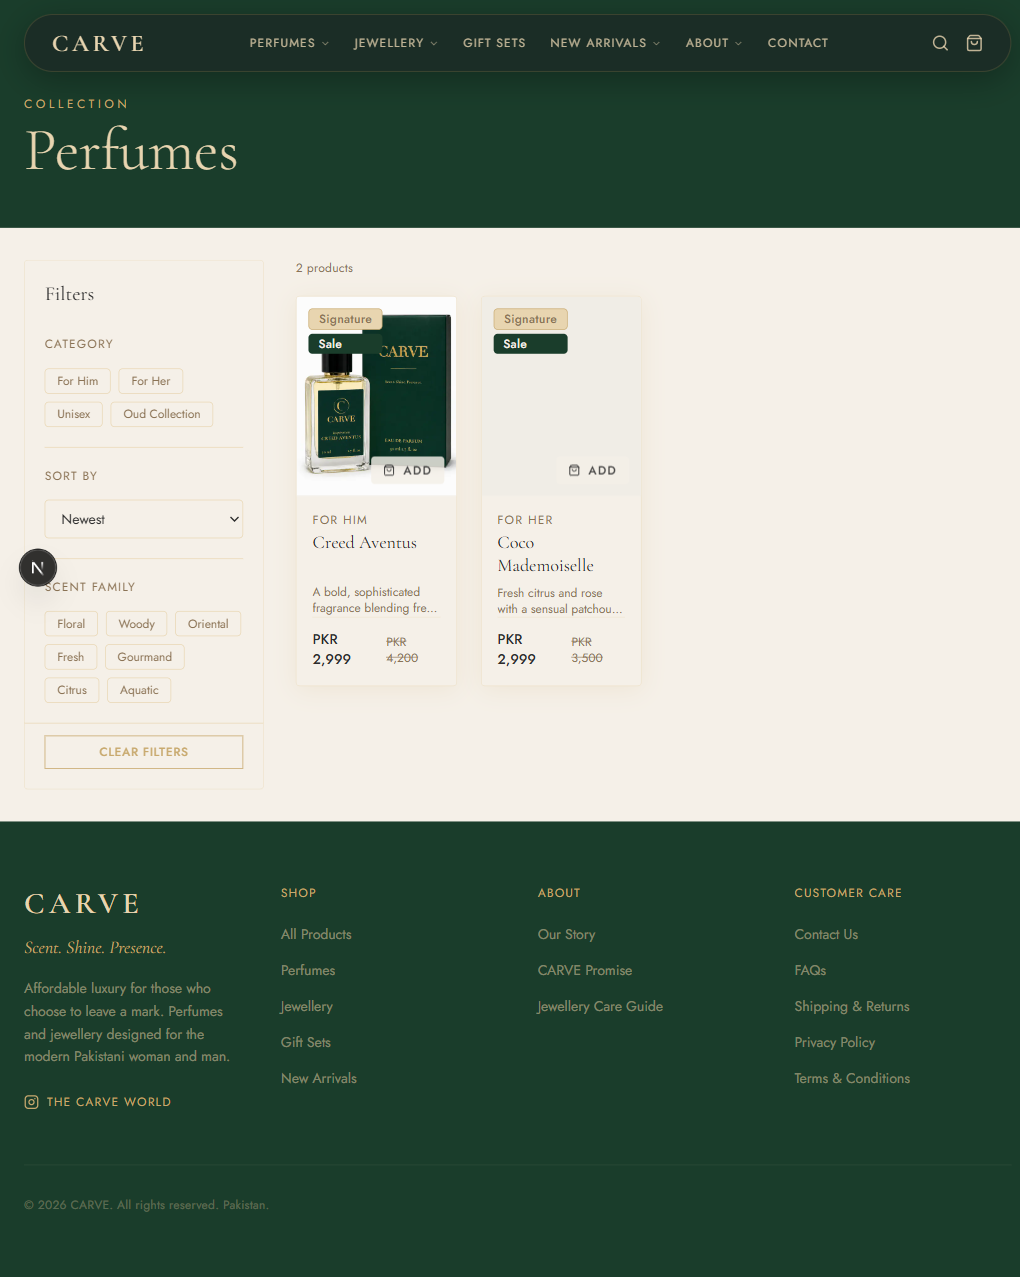 CARVE
PERFUMES
JEWELLERY
GIFT SETS
NEW ARRIVALS
ABOUT
CONTACT
COLLECTION
Perfumes
Filters
CATEGORY
For Him
For Her
Unisex
Oud Collection
SORT BY
Newest
N
SCENT FAMILY
Floral
Woody
Oriental
Fresh
Gourmand
Citrus
Aquatic
CLEAR FILTERS
2 products
Signature
Sale
CARVE
C
CARVE
CREED AVENTUS
EAU DE PARFUM
ADD
FOR HIM
Creed Aventus
A bold, sophisticated
fragrance blending fre...
PKR
2,999
PKR
4,200
Signature
Sale
ADD
FOR HER
Coco
Mademoiselle
Fresh citrus and rose
with a sensual patchou...
PKR
2,999
PKR
3,500
CARVE
Scent. Shine. Presence.
Affordable luxury for those who
choose to leave a mark. Perfumes
and jewellery designed for the
modern Pakistani woman and man.
THE CARVE WORLD
SHOP
All Products
Perfumes
Jewellery
Gift Sets
New Arrivals
ABOUT
Our Story
CARVE Promise
Jewellery Care Guide
CUSTOMER CARE
Contact Us
FAQs
Shipping & Returns
Privacy Policy
Terms & Conditions
© 2026 CARVE. All rights reserved. Pakistan.